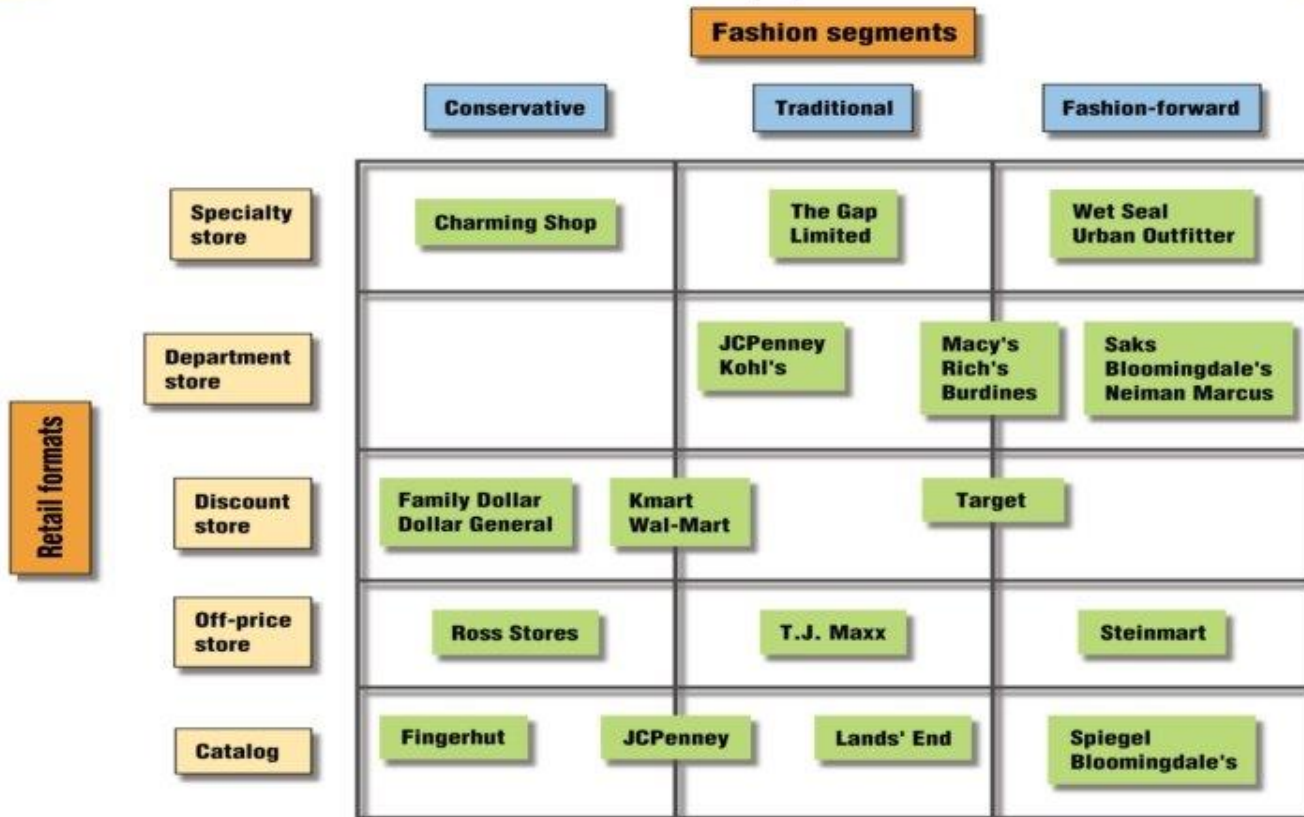 Fashion segments
Conservative
Traditional
Fashion-forward
Retail formats
Specialty
store
Charming Shop
The Gap
Limited
Wet Seal
Urban Outfitter
Department
store
JCPenney
Kohl's
Macy's
Rich's
Burdines
Saks
Bloomingdale's
Neiman Marcus
Discount
store
Family Dollar
Dollar General
Kmart
Wal-Mart
Target
Off-price
store
Ross Stores
T.J. Maxx
Steinmart
Catalog
Fingerhut
JCPenney
Lands' End
Spiegel
Bloomingdale's